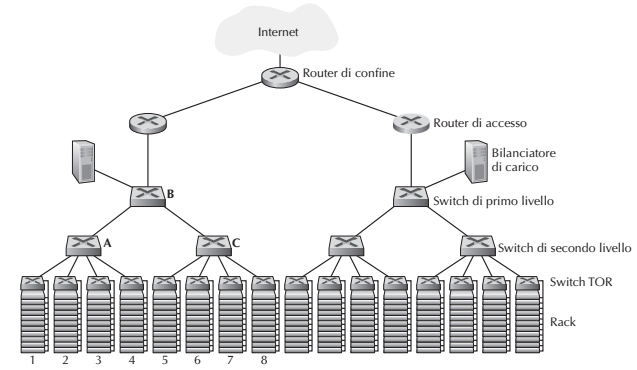 Internet
Router di confine
Router di accesso
Bilanciatore
di carico
B
Switch di primo livello
A
C
Switch di secondo livello
Switch TOR
Rack
1 2 3 4 5 6 7 8